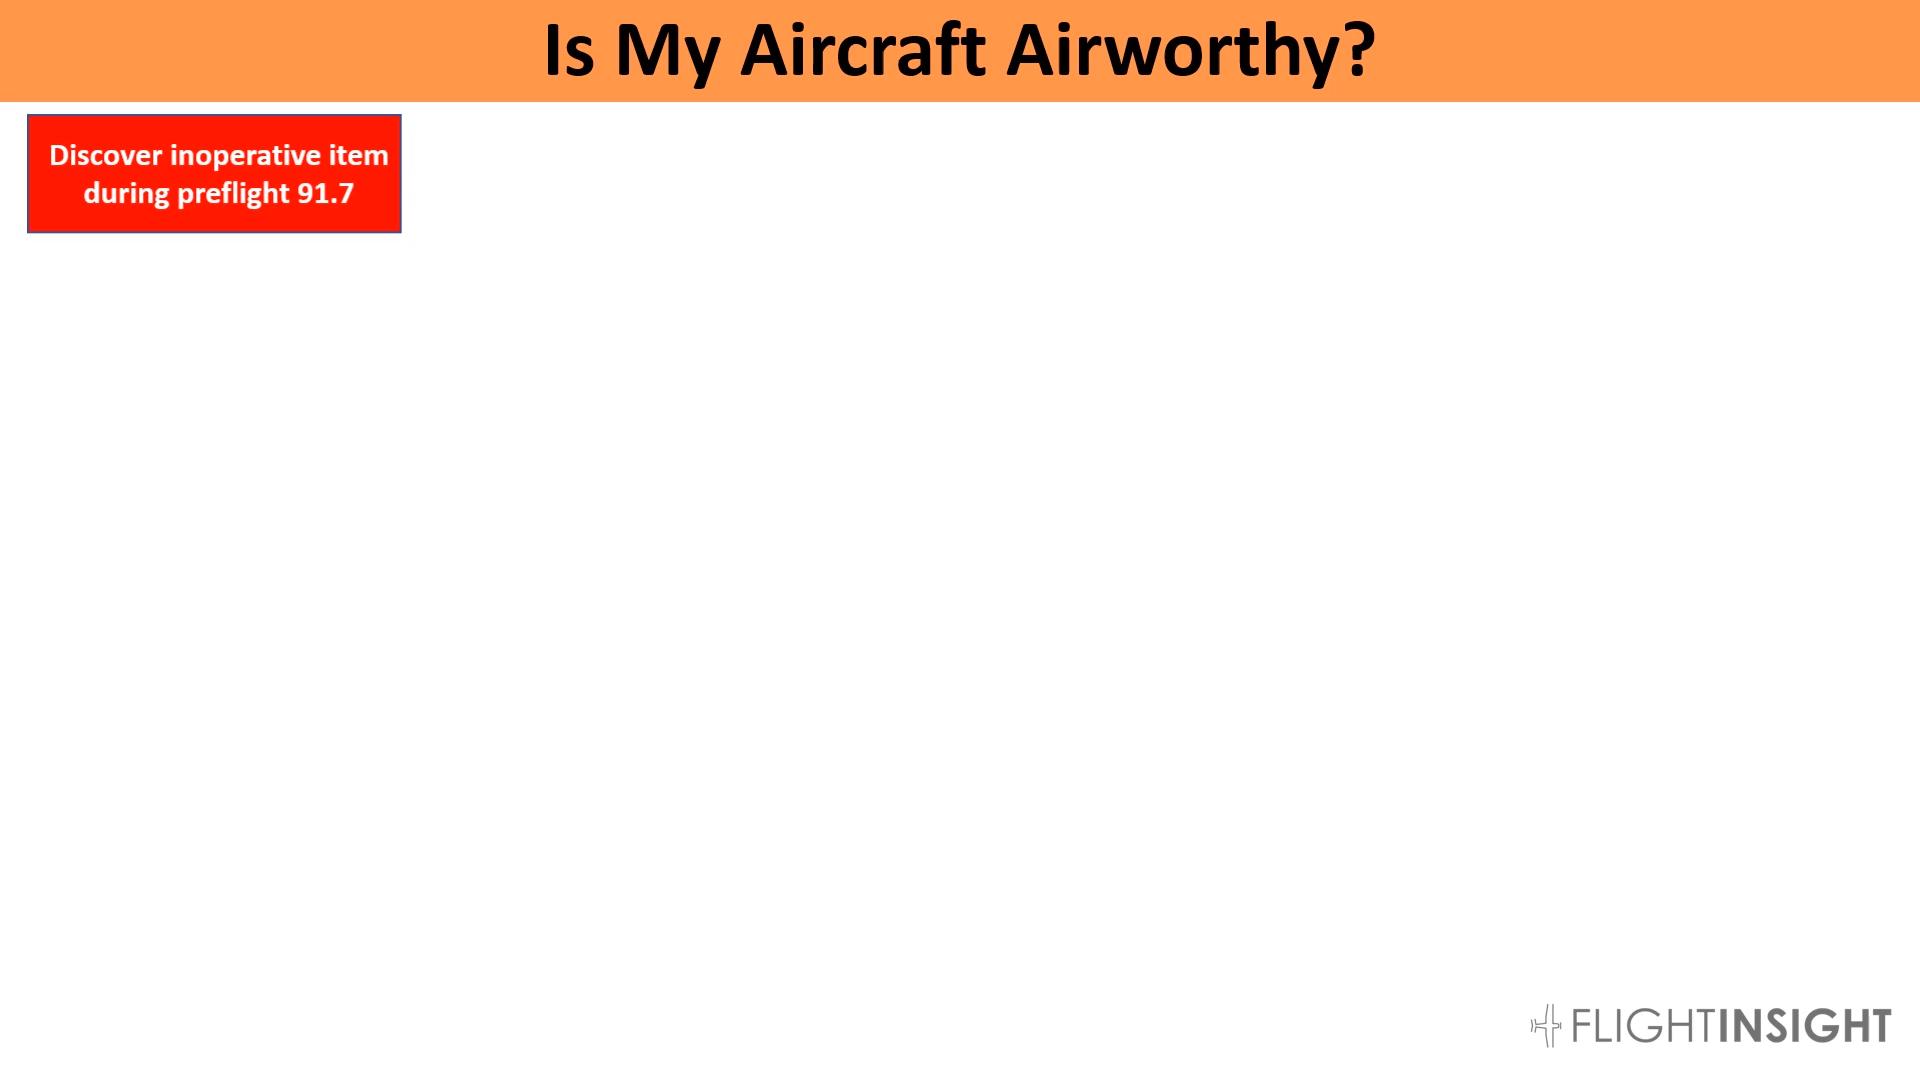 Is My Aircraft Airworthy?
Discover inoperative item
during preflight 91.7
FLIGHTINSIGHT